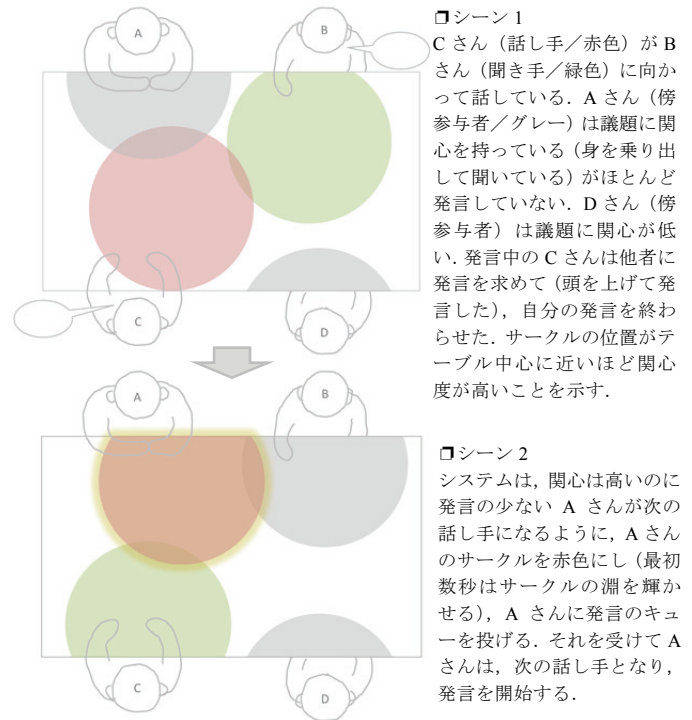 A
B
C
D
❒シーン 1
C さん（話し手／赤色）が B
さん（聞き手／緑色）に向か
って話している．A さん（傍
参与者／グレー）は議題に関
心を持っている（身を乗り出
して聞いている）がほとんど
発言していない．D さん（傍
参与者）は議題に関心が低
い．発言中の C さんは他者に
発言を求めて（頭を上げて発
言した），自分の発言を終わ
らせた．サークルの位置がテ
ーブル中心に近いほど関心
度が高いことを示す．
A
B
C
D
❒シーン 2
システムは，関心は高いのに
発言の少ない A さんが次の
話し手になるように，A さん
のサークルを赤色にし（最初
数秒はサークルの淵を輝か
せる），A さんに発言のキュ
ーを投げる．それを受けて A
さんは，次の話し手となり，
発言を開始する．